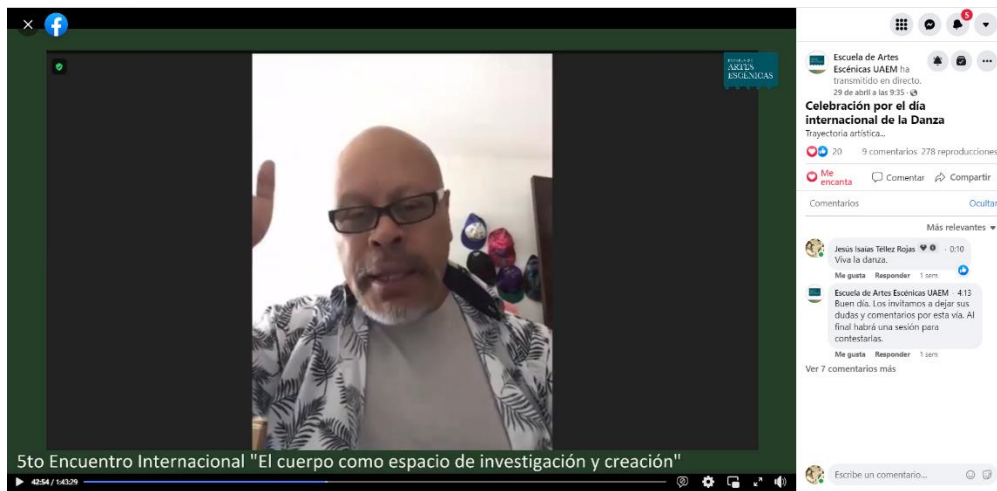 ESCUELA DE
ARTES
ESCÉNICAS
5to Encuentro Internacional "El cuerpo como espacio de investigación y creación"
42:54 / 1:43:29
5
Escuela de Artes
Escénicas UAEM ha
transmitido en directo.
29 de abril a las 9:35 ·
Celebración por el día
internacional de la Danza
Trayectoria artística...
20 9 comentarios 278 reproducciones
Me
encanta
Comentar
Compartir
Comentarios
Ocultar
Más relevantes
Jesús Isaías Téllez Rojas · 0:10
Viva la danza.
Me gusta Responder 1 sem
Escuela de Artes Escénicas UAEM · 4:13
Buen día. Los invitamos a dejar sus
dudas y comentarios por esta vía. Al
final habrá una sesión para
contestarlas.
Me gusta Responder 1 sem
Ver 7 comentarios más
Escribe un comentario...